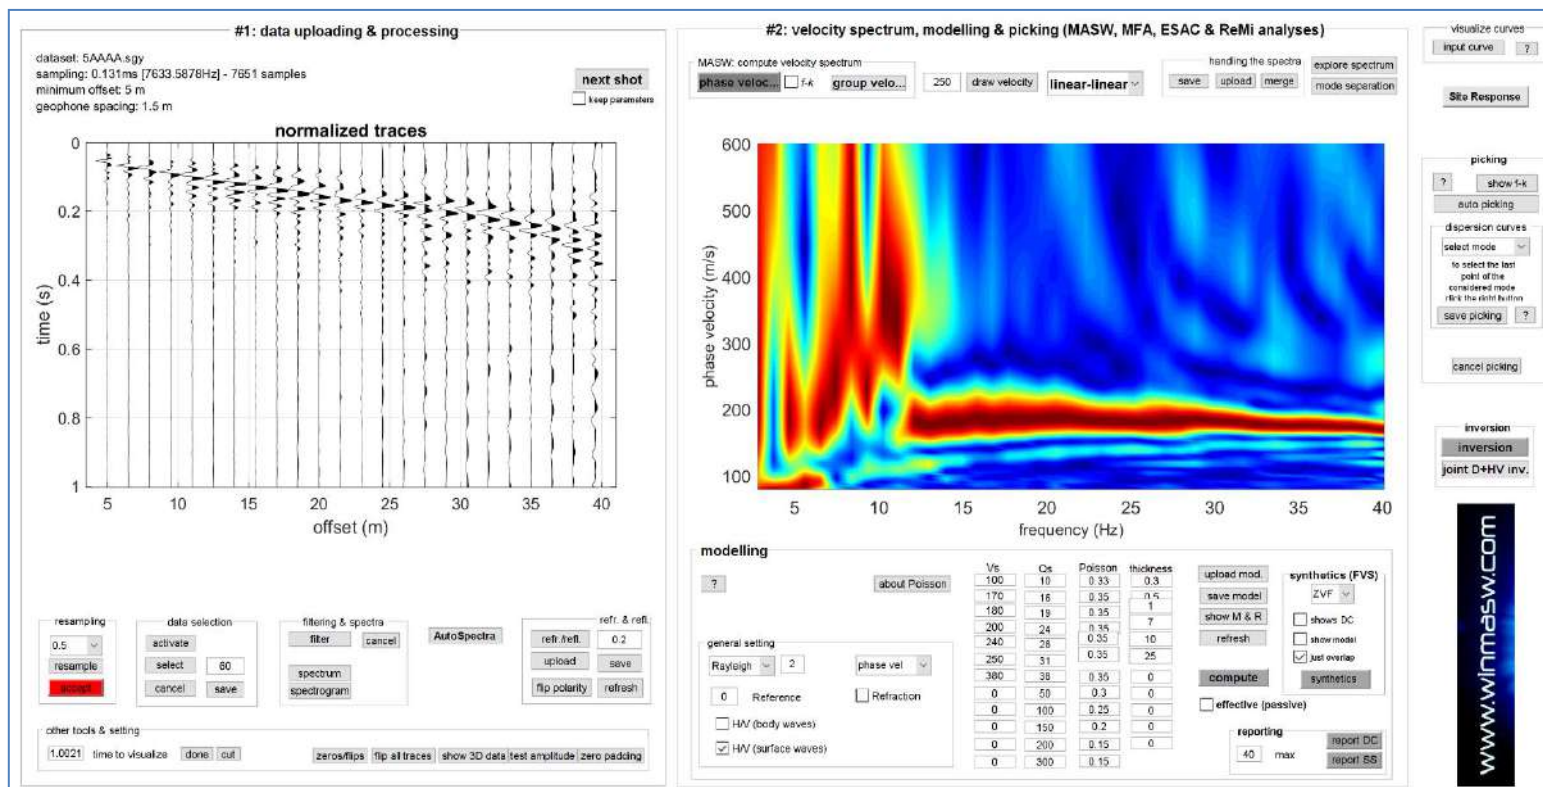 #1: data uploading & processing
dataset: 5AAAA.sgy
sampling: 0.131ms [7633.5878Hz] - 7651 samples
minimum offset: 5 m
geophone spacing: 1.5 m
next shot
keep parameters
normalized traces
0
0.2
0.4
0.6
0.8
1
time (s)
5 10 15 20 25 30 35 40
offset (m)
resampling
0.5
resample
accept
data selection
activate
select 60
cancel save
filtering & spectra
filter cancel
spectrum
spectrogram
AutoSpectra
refr. & refl.
refr./refl. 0.2
upload save
flip polarity refresh
other tools & setting
1.0021 time to visualize done cut
zeros/flips flip all traces show 3D data test amplitude zero padding
#2: velocity spectrum, modelling & picking (MASW, MFA, ESAC & ReMi analyses)
MASW: compute velocity spectrum
phase veloc... f-k group velo...
250 draw velocity linear-linear
handling the spectra
save upload merge
explore spectrum
mode separation
600
500
400
300
200
100
phase velocity (m/s)
5 10 15 20 25 30 35 40
frequency (Hz)
modelling
? about Poisson
general setting
Rayleigh 2 phase vel
0 Reference Refraction
H/V (body waves)
H/V (surface waves)
Vs Qs Poisson thickness
100 10 0.33 0.3
170 16 0.35 0.5
180 19 0.35 1
200 24 0.35 7
240 28 0.35 10
250 31 0.35 25
380 38 0.35 0
0 50 0.3 0
0 100 0.25 0
0 150 0.2 0
0 200 0.15 0
0 300 0.15
upload mod.
save model
show M & R
refresh
compute
effective (passive)
synthetics (FVS)
ZVF
shows DC
show model
just overlap
synthetics
reporting
40 max
report DC
report SS
visualize curves
input curve ?
Site Response
picking
? show f-k
auto picking
dispersion curves
select mode
to select the last
point of the
considered mode
click the right button
save picking ?
cancel picking
inversion
inversion
joint D+HV inv.
www.winmasw.com